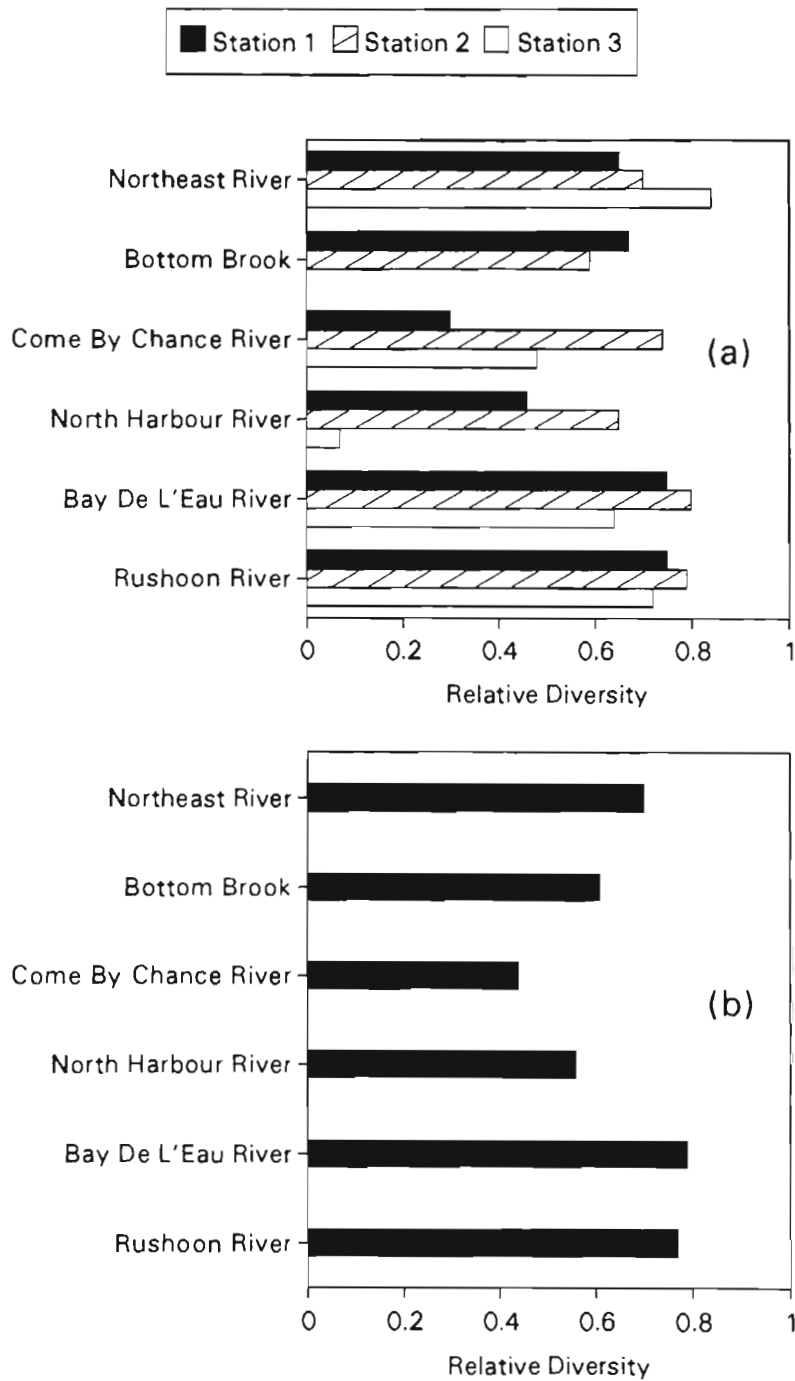 Station 1 Station 2 Station 3
Northeast River
Bottom Brook
Come By Chance River
(a)
North Harbour River
Bay De L'Eau River
Rushoon River
0 0.2 0.4 0.6 0.8 1
Relative Diversity
Northeast River
Bottom Brook
Come By Chance River
(b)
North Harbour River
Bay De L'Eau River
Rushoon River
0 0.2 0.4 0.6 0.8 1
Relative Diversity